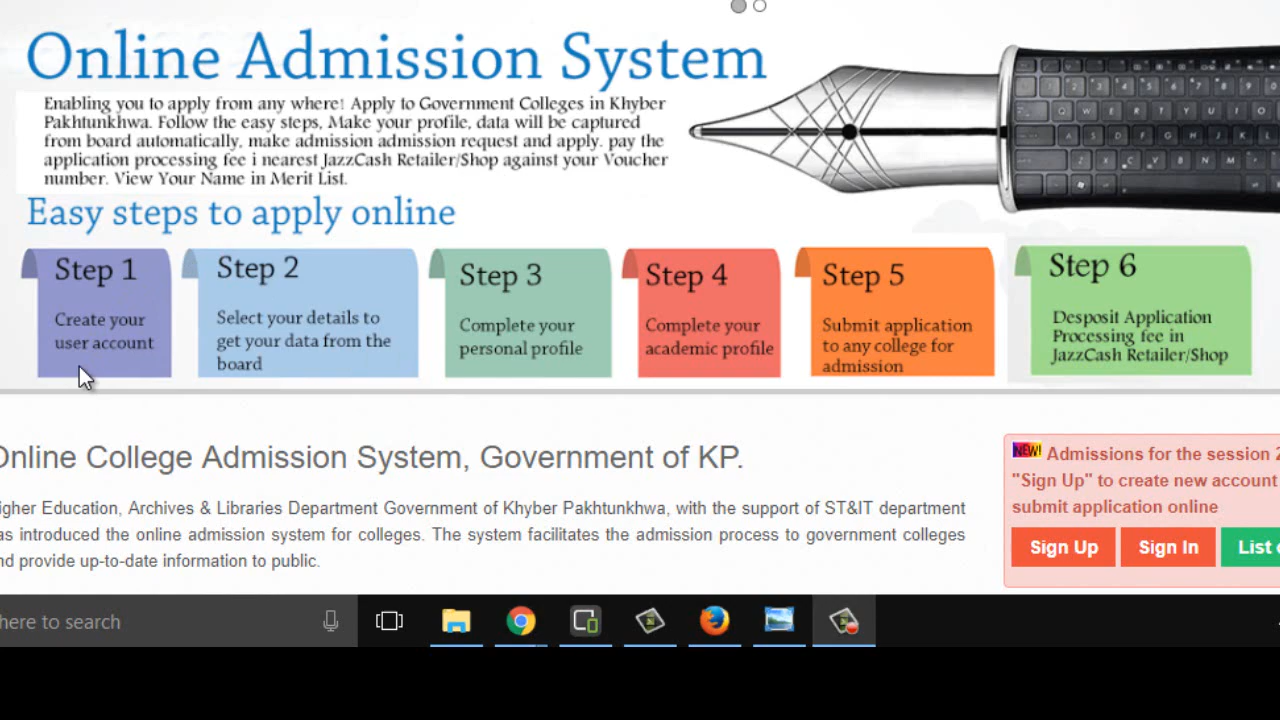 Online Admission System
Enabling you to apply from any where! Apply to Government Colleges in Khyber
Pakhtunkhwa. Follow the easy steps, Make your profile, data will be captured
from board automatically, make admission admission request and apply. pay the
application processing fee i nearest JazzCash Retailer/Shop against your Voucher
number. View Your Name in Merit List.
Easy steps to apply online
Step 1
Create your
user account
Step 2
Select your details to
get your data from the
board
Step 3
Complete your
personal profile
Step 4
Complete your
academic profile
Step 5
Submit application
to any college for
admission
Step 6
Desposit Application
Processing fee in
JazzCash Retailer/Shop
Online College Admission System, Government of KP.
igher Education, Archives & Libraries Department Government of Khyber Pakhtunkhwa, with the support of ST&IT department
as introduced the online admission system for colleges. The system facilitates the admission process to government colleges
nd provide up-to-date information to public.
NEW! Admissions for the session 2
"Sign Up" to create new account
submit application online
Sign Up
Sign In
List
here to search